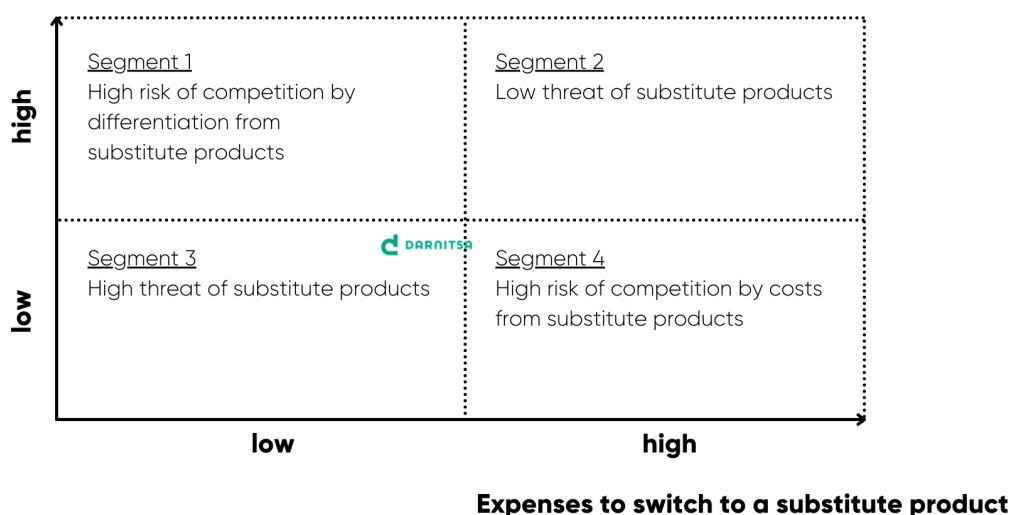 high
Segment 1
High risk of competition by
differentiation from
substitute products
Segment 2
Low threat of substitute products
low
Segment 3
High threat of substitute products
DARNITSA
Segment 4
High risk of competition by costs
from substitute products
low
high
Expenses to switch to a substitute product